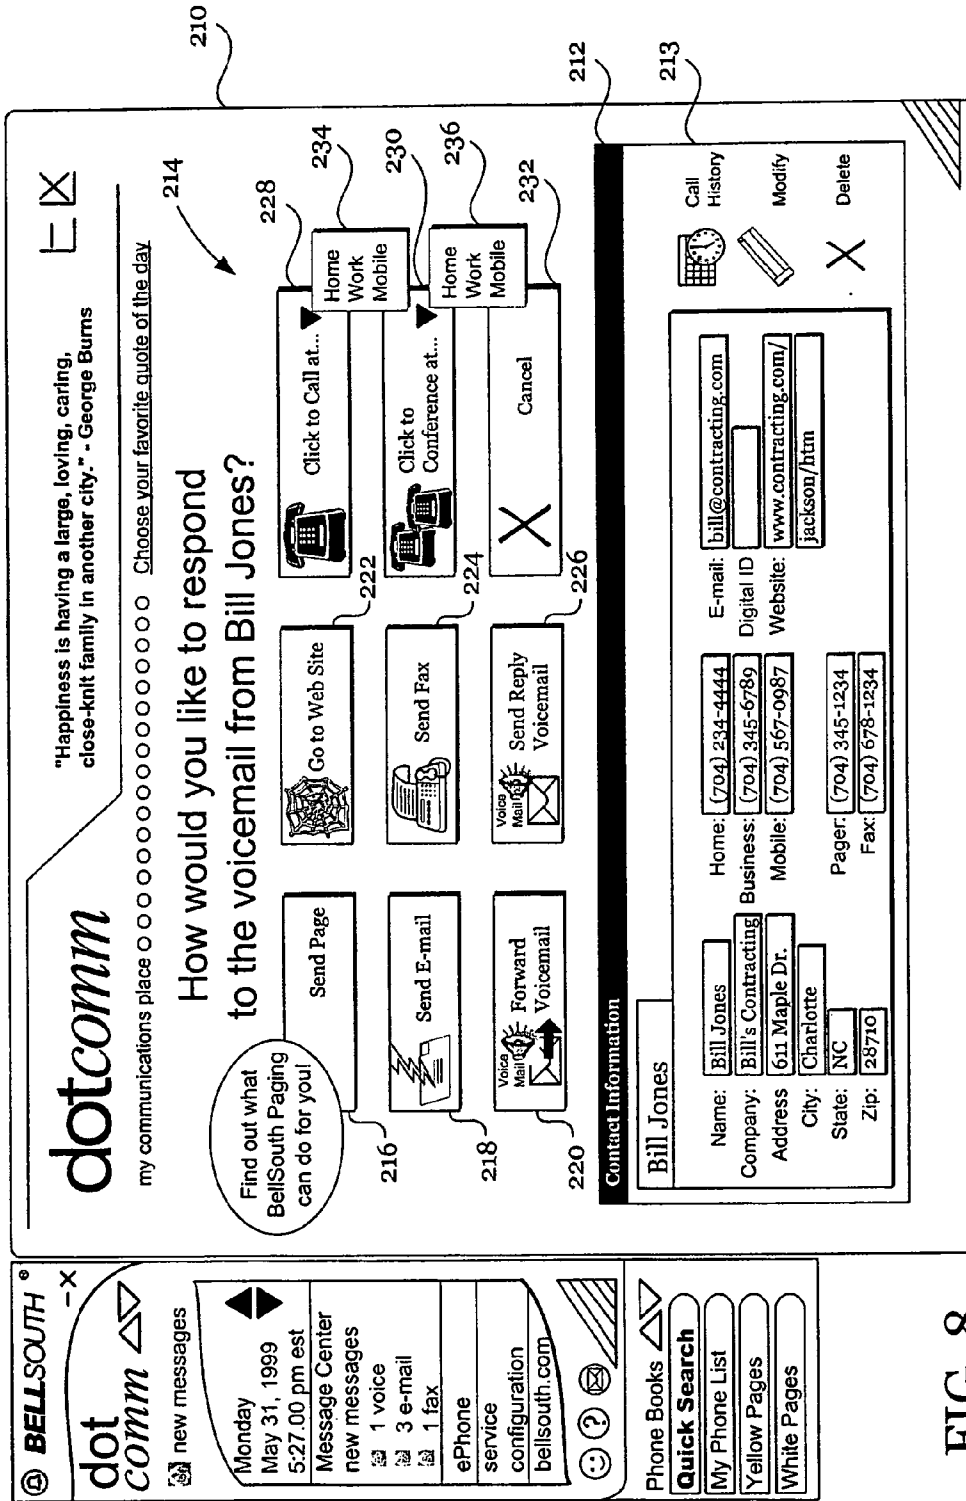 BELLSOUTH ®
– X
dot
comm
new messages
Monday
May 31, 1999
5:27.00 pm est
Message Center
new messages
1 voice
3 e-mail
1 fax
ePhone
service
configuration
bellsouth.com
?
Phone Books
Quick Search
My Phone List
Yellow Pages
White Pages
dotcomm
"Happiness is having a large, loving, caring,
close-knit family in another city." - George Burns
my communications place
Choose your favorite quote of the day
How would you like to respond
to the voicemail from Bill Jones?
Find out what
BellSouth Paging
can do for you!
Send Page
Go to Web Site
Click to Call at...
Home
Work
Mobile
Send E-mail
Send Fax
Click to
Conference at...
Home
Work
Mobile
Voice
Mail
Forward
Voicemail
Voice
Mail
Send Reply
Voicemail
Cancel
Contact Information
Bill Jones
Name: Bill Jones
Company: Bill's Contracting
Address 611 Maple Dr.
City: Charlotte
State: NC
Zip: 28710
Home: (704) 234-4444
Business: (704) 345-6789
Mobile: (704) 567-0987
Pager: (704) 345-1234
Fax: (704) 678-1234
E-mail: bill@contracting.com
Digital ID
Website: www.contracting.com/
jackson/htm
Call
History
Modify
Delete
210
214
228
234
230
236
232
212
213
222
224
226
216
218
220
FIG. 8